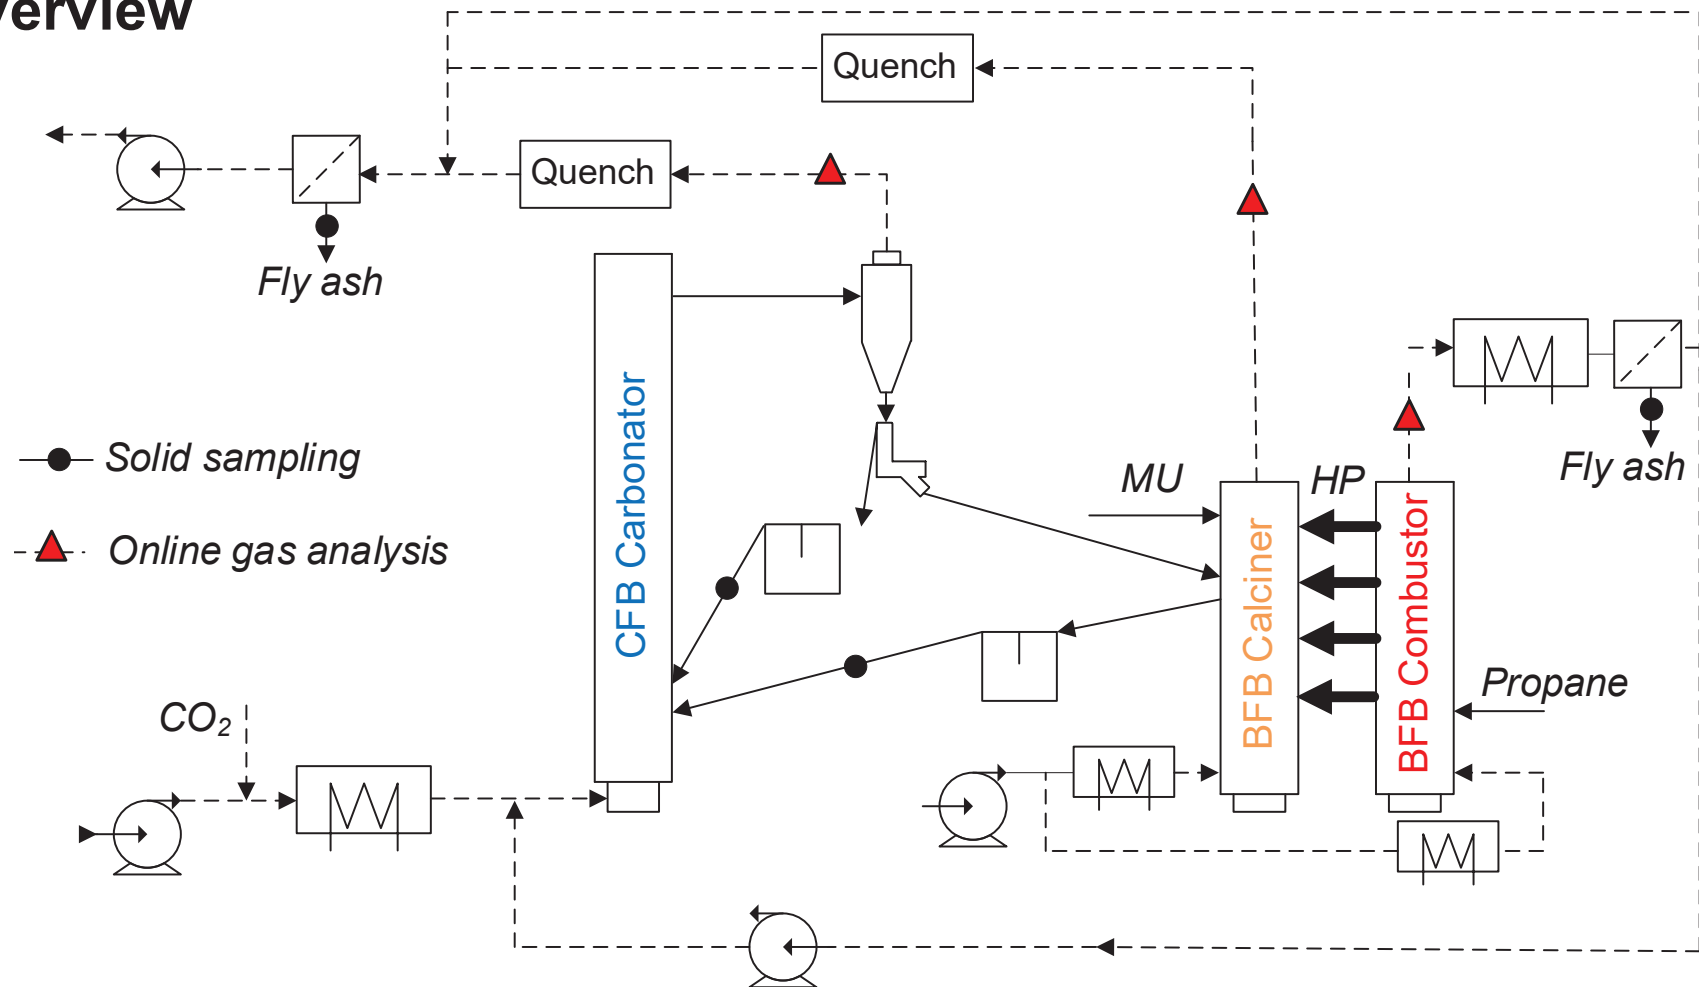 verview
Quench
Quench
Fly ash
CFB Carbonator
Solid sampling
Online gas analysis
MU
HP
Fly ash
BFB Calciner
BFB Combustor
Propane
CO₂